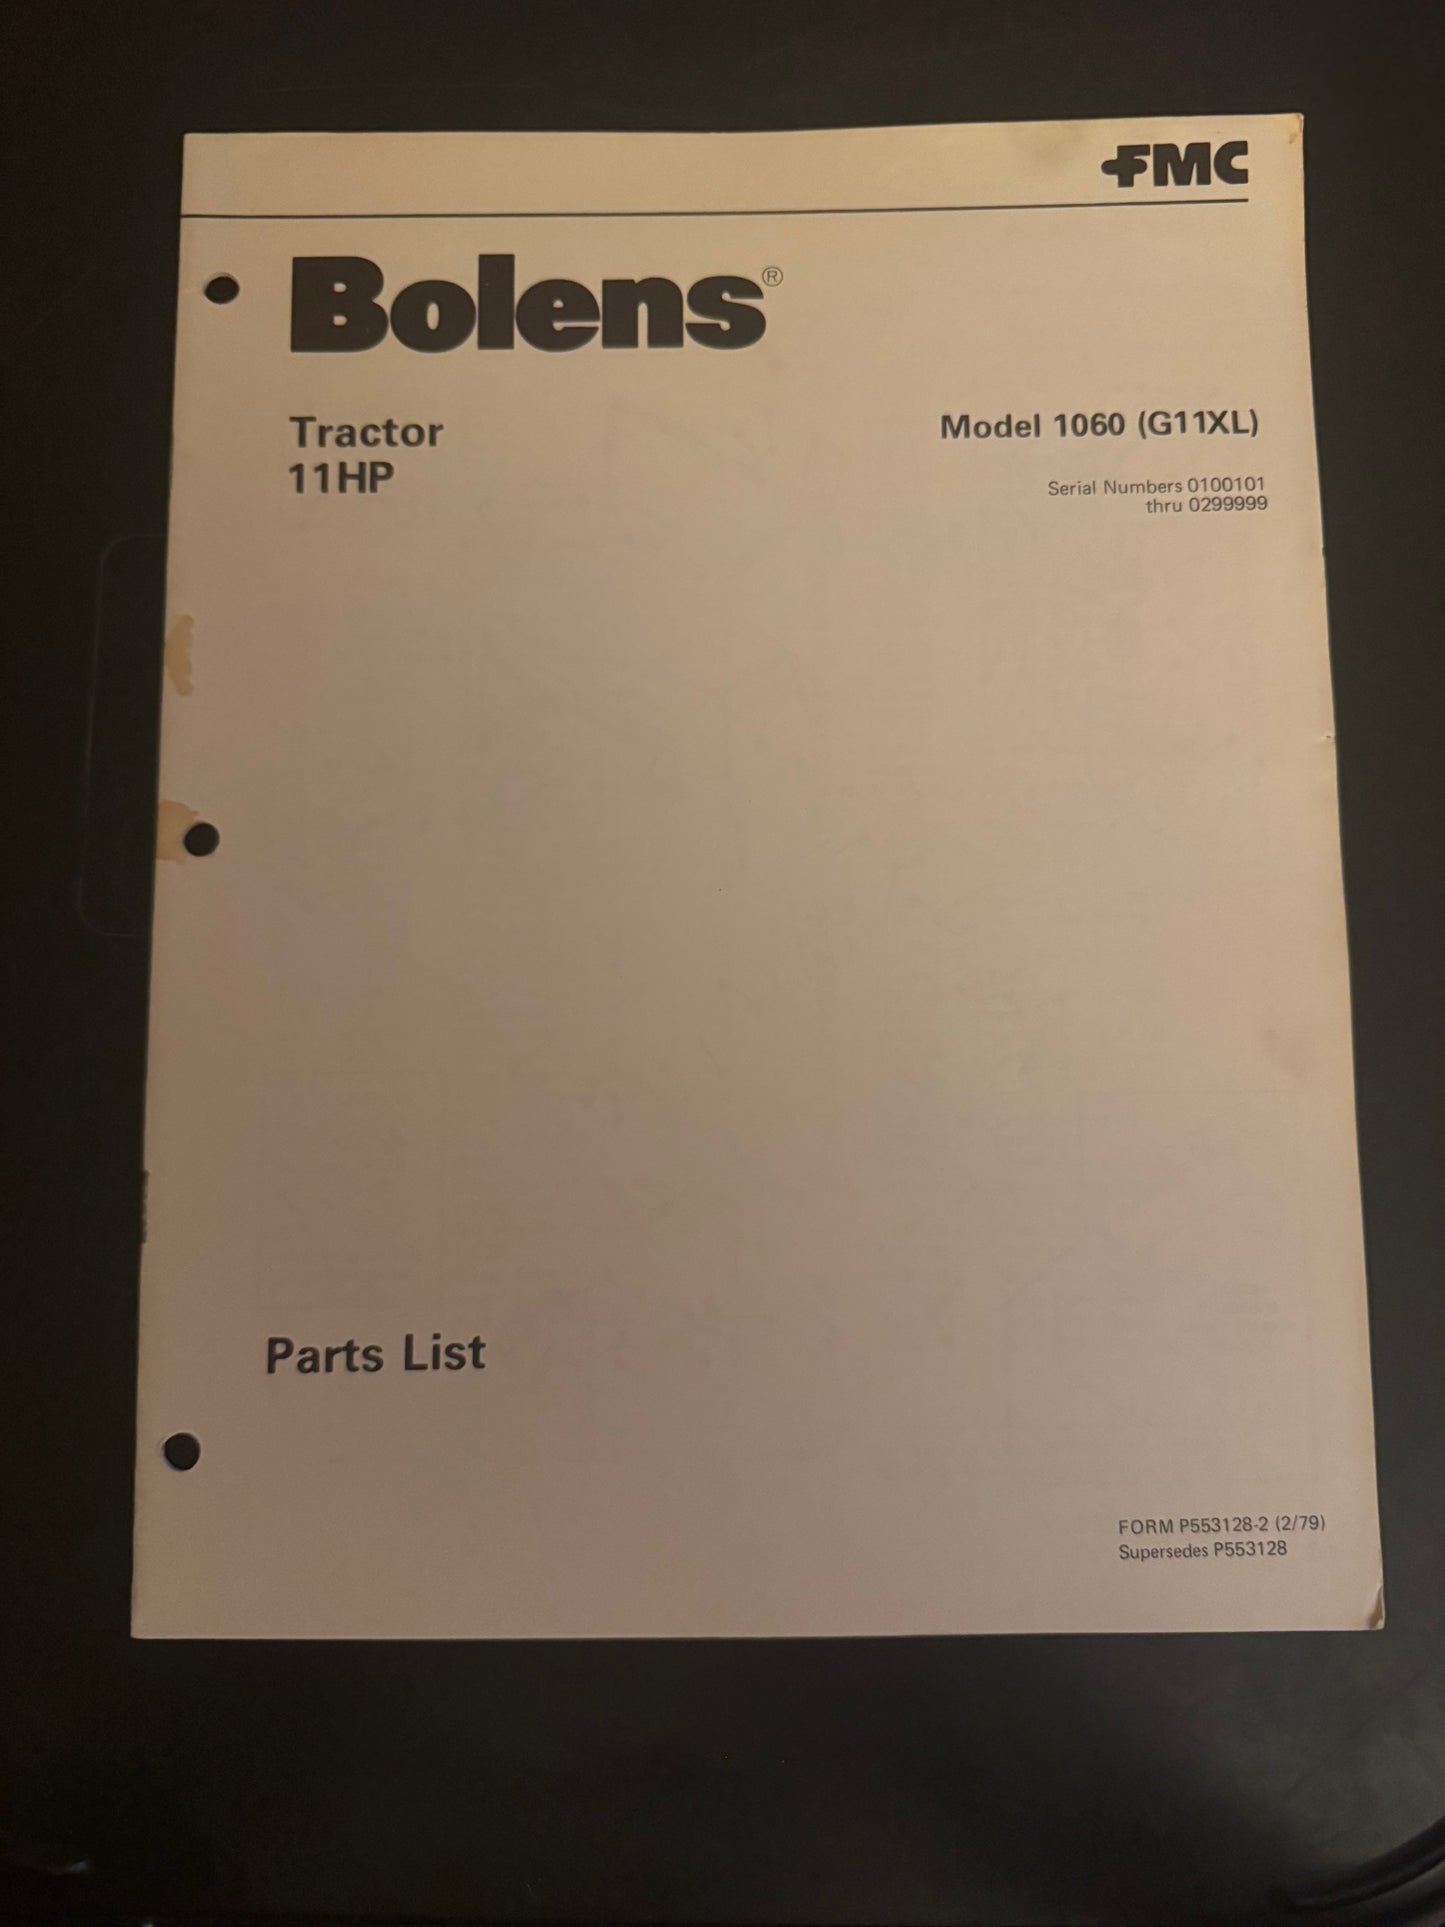 FMC
Bolens®
Tractor
11HP
Model 1060 (G11XL)
Serial Numbers 0100101
thru 0299999
Parts List
FORM P553128-2 (2/79)
Supersedes P553128